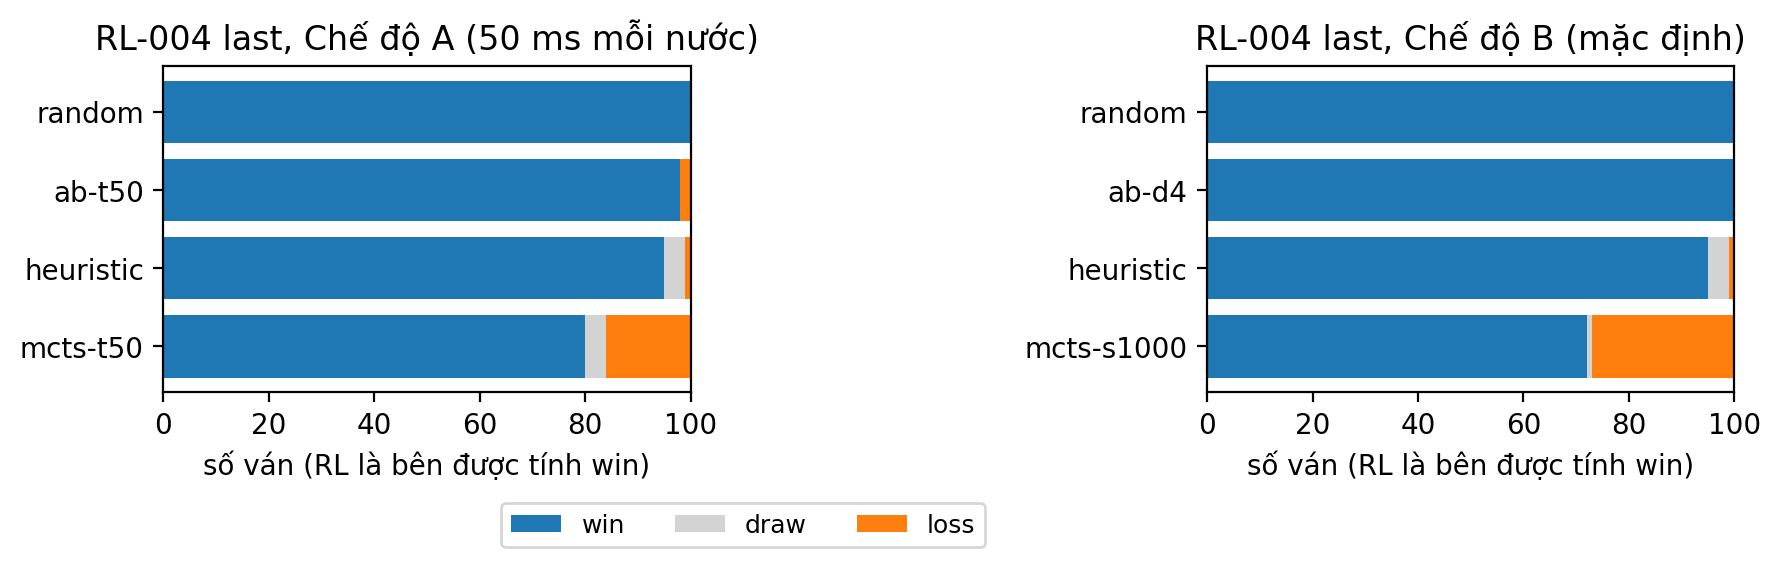 RL-004 last, Chế độ A (50 ms mỗi nước)
random
ab-t50
heuristic
mcts-t50
0 20 40 60 80 100
số ván (RL là bên được tính win)
RL-004 last, Chế độ B (mặc định)
random
ab-d4
heuristic
mcts-s1000
0 20 40 60 80 100
số ván (RL là bên được tính win)
win draw loss